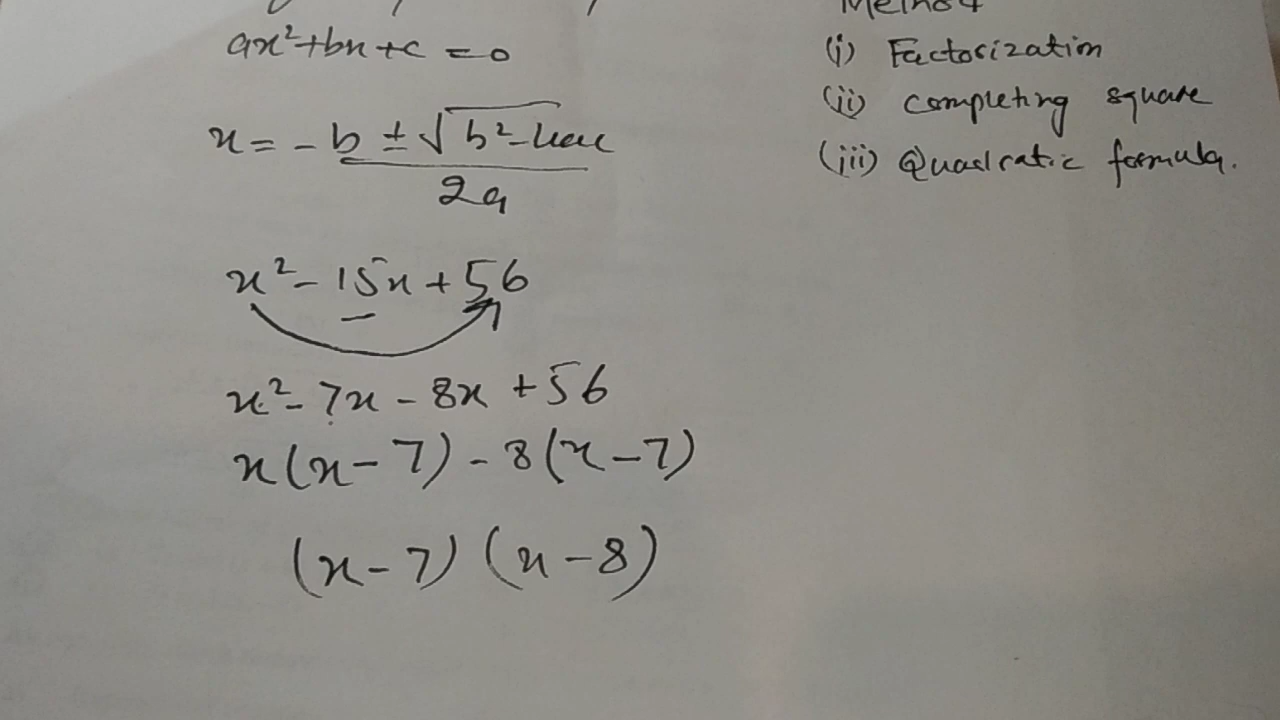 ax²+bx+c=0
x=-b±√b²-4ac
2a
x²-15x+56
x²-7x-8x+56
x(x-7)-8(x-7)
(x-7)(x-8)
Method
(i) Factorization
(ii) completing square
(iii) Quadratic formula.